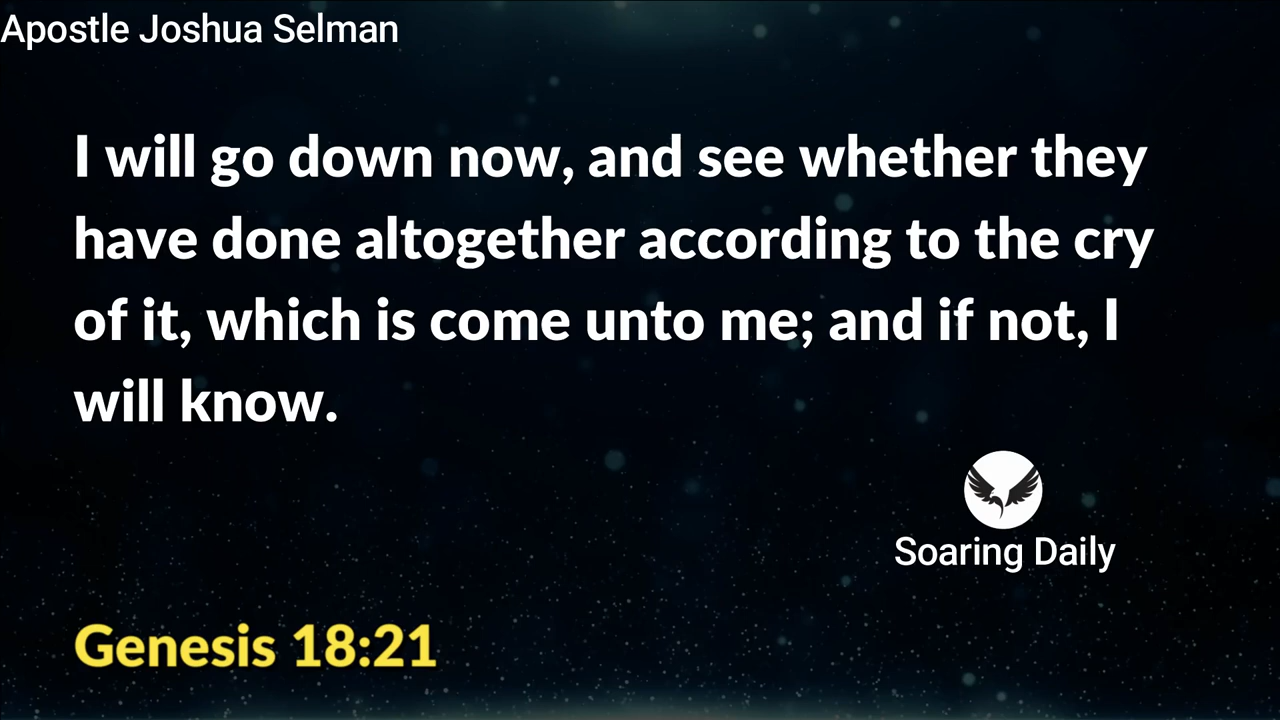 Apostle Joshua Selman
I will go down now, and see whether they
have done altogether according to the cry
of it, which is come unto me; and if not, I
will know.
Soaring Daily
Genesis 18:21